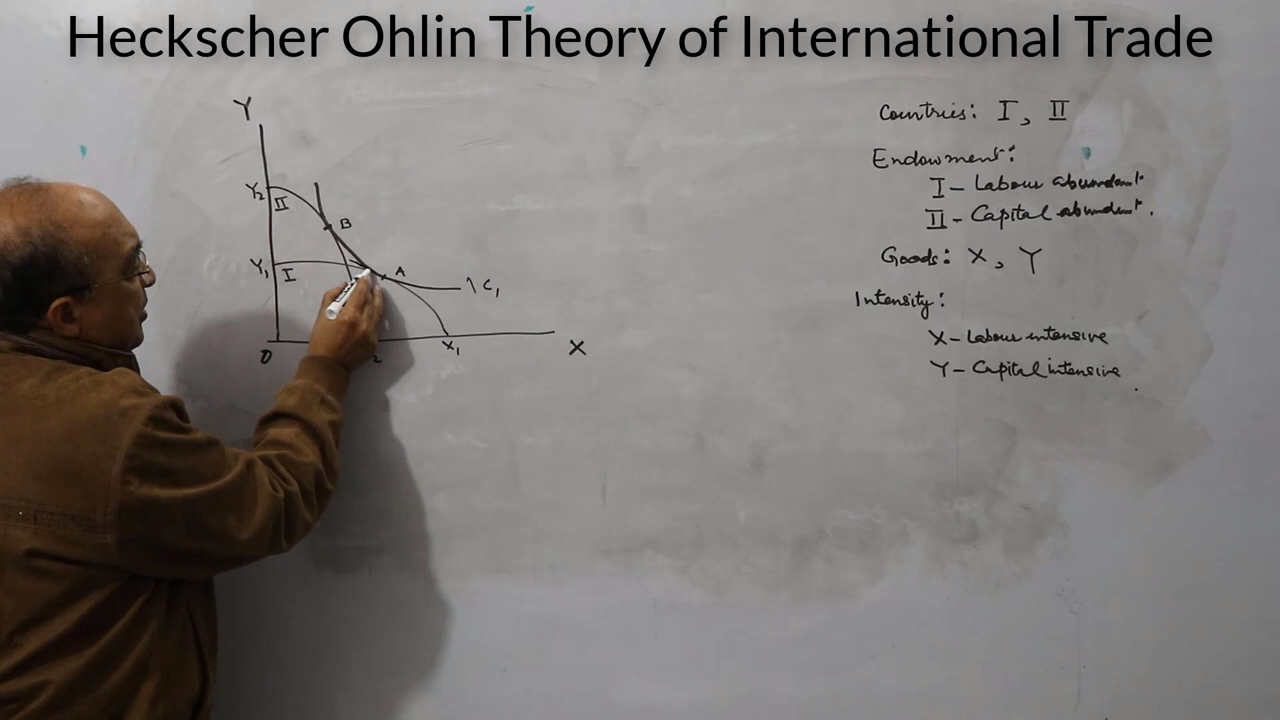 Heckscher Ohlin Theory of International Trade
Y
Y2
II
B
Y1
I
A
IC1
O
2
X1
X
Countries: I, II
Endowment:
I - Labour abundant
II - Capital abundant.
Goods: X, Y
Intensity:
X - Labour intensive
Y - Capital intensive